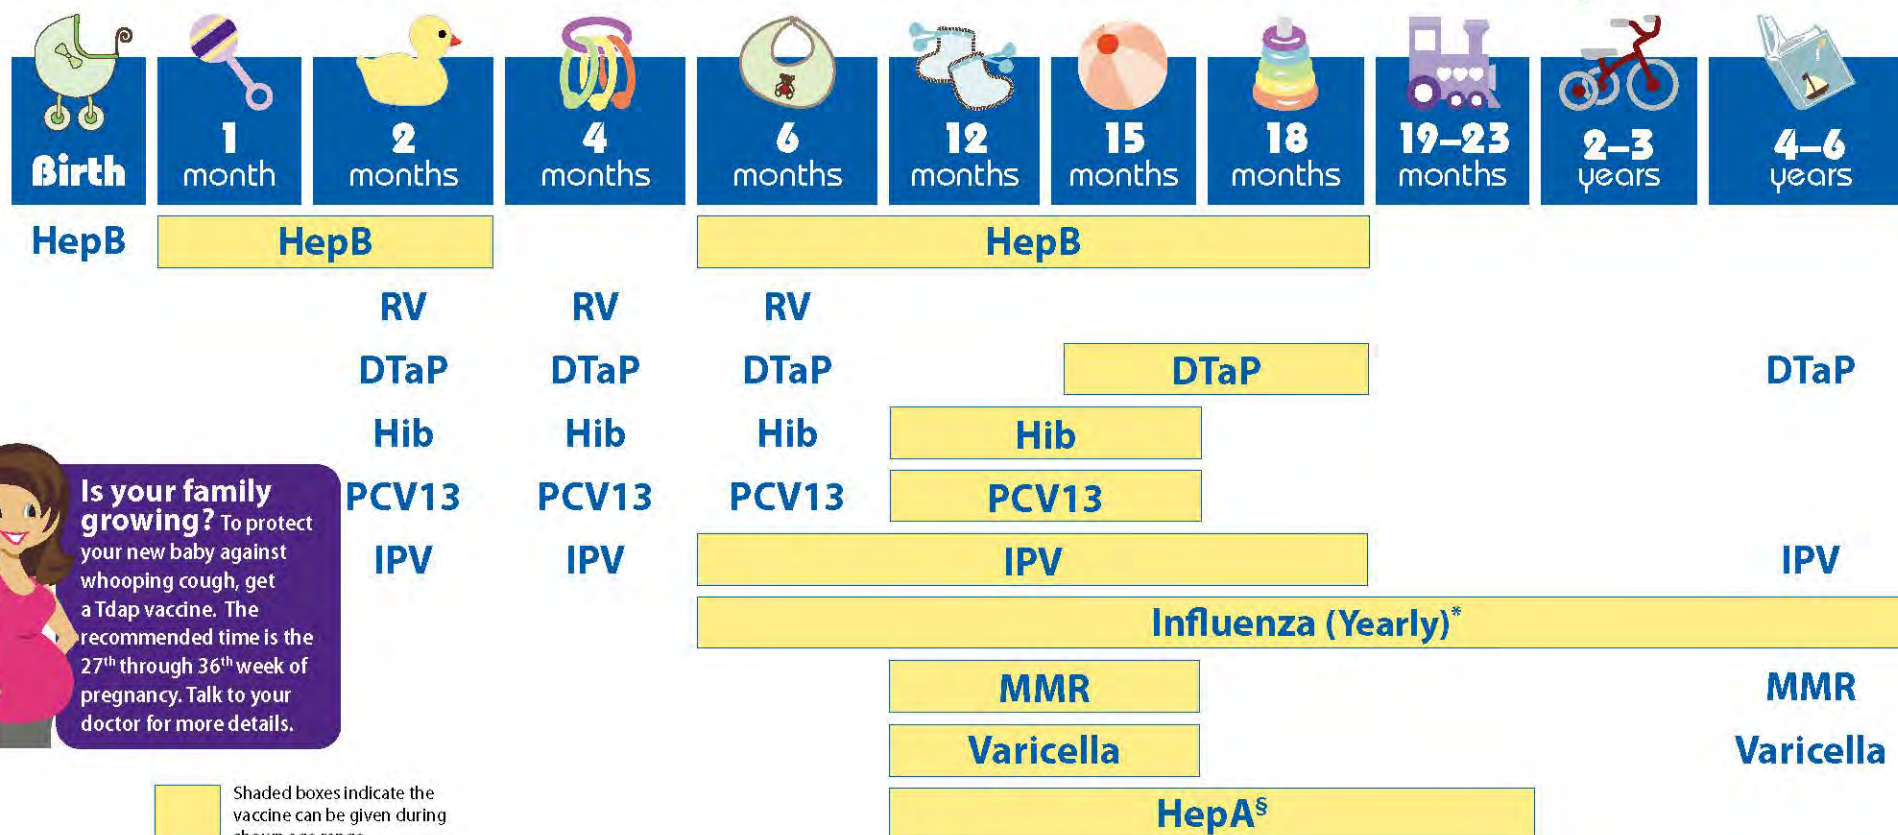 Birth
1
month
2
months
4
months
6
months
12
months
15
months
18
months
19–23
months
2–3
years
4–6
years
HepB HepB HepB
RV RV RV
DTaP DTaP DTaP DTaP DTaP
Hib Hib Hib Hib
PCV13 PCV13 PCV13 PCV13
IPV IPV IPV IPV
Influenza (Yearly)*
MMR MMR
Varicella Varicella
HepA§
Is your family
growing? To protect
your new baby against
whooping cough, get
a Tdap vaccine. The
recommended time is the
27th through 36th week of
pregnancy. Talk to your
doctor for more details.
Shaded boxes indicate the
vaccine can be given during